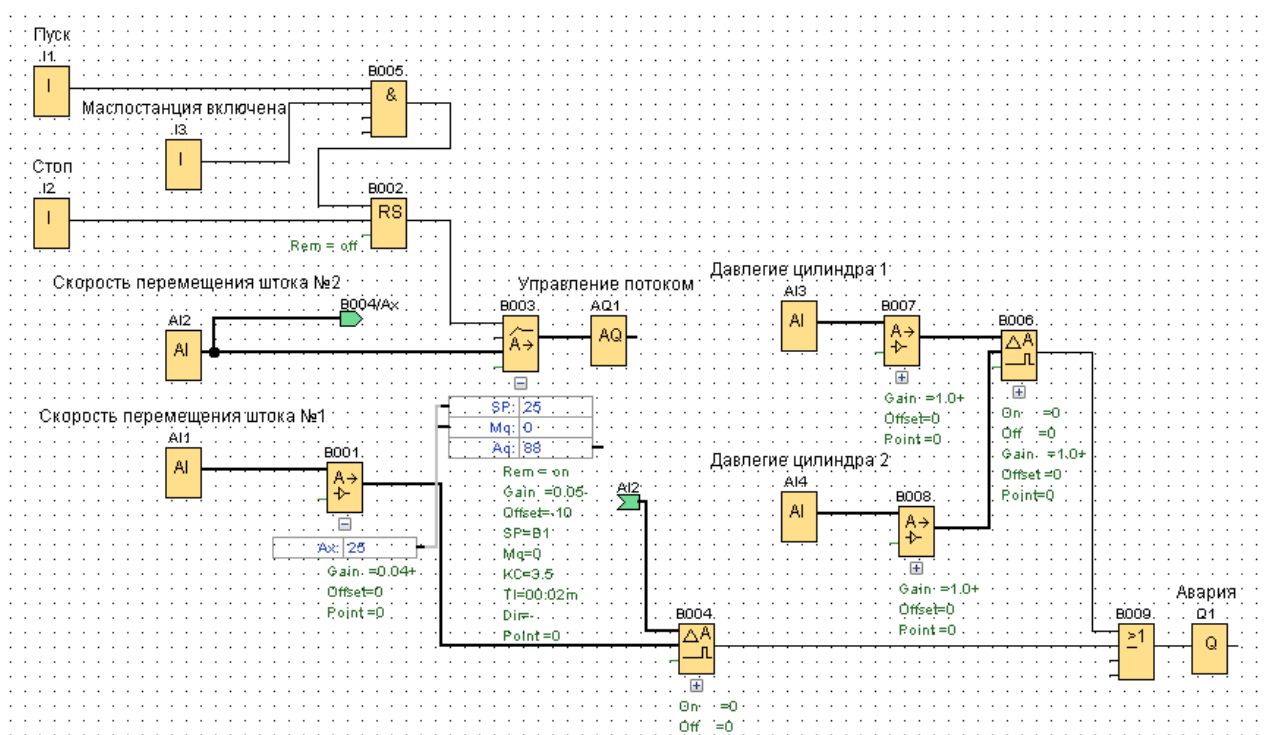 Пуск
I1
I
B005
&
Маслостанция включена
I3
I
Стоп
I2
I
B002
RS
Rem = off
Скорость перемещения штока №2
B004/Ax
AI2
AI
Управление потоком
B003
A→
AQ1
AQ
Давлегие цилиндра 1
AI3
AI
B007
A→
B006
△A
Gain =1.0+
Offset=0
Point =0
On =0
Off =0
Gain =1.0+
Offset =0
Point=0
SP: 25
Mq: 0
Aq: 88
Rem = on
Gain =0.05-
Offset=-10
SP=B1
Mq=0
KC=3.5
TI=00:02m
Dir=-
Point =0
Скорость перемещения штока №1
AI1
AI
B001
A→
Ax: 25
Gain =0.04+
Offset=0
Point =0
AI2
Давлегие цилиндра 2
AI4
AI
B008
A→
Gain =1.0+
Offset=0
Point =0
B004
△A
On =0
Off =0
B009
≥1
Авария
Q1
Q